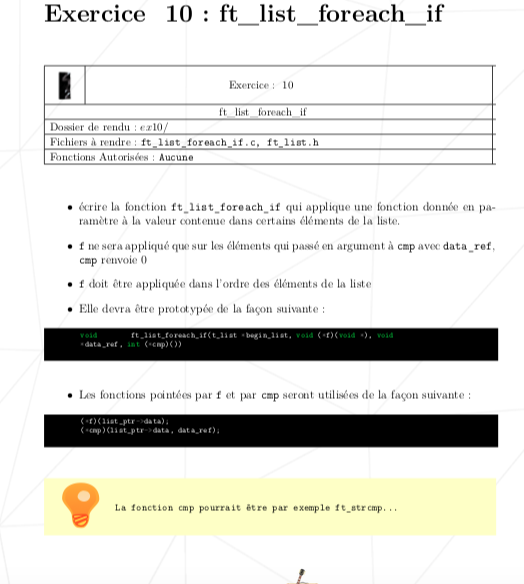 Exercice 10 : ft_list_foreach_if
Exercice : 10
ft_list_foreach_if
Dossier de rendu : ex10/
Fichiers à rendre : ft_list_foreach_if.c, ft_list.h
Fonctions Autorisées : Aucune
• écrire la fonction ft_list_foreach_if qui applique une fonction donnée en pa-
ramètre à la valeur contenue dans certains éléments de la liste.
• f ne sera appliqué que sur les éléments qui passé en argument à cmp avec data_ref,
cmp renvoie 0
• f doit être appliquée dans l'ordre des éléments de la liste
• Elle devra être prototypée de la façon suivante :
void ft_list_foreach_if(t_list *begin_list, void (*f)(void *), void
*data_ref, int (*cmp)())
• Les fonctions pointées par f et par cmp seront utilisées de la façon suivante :
(*f)(list_ptr->data);
(*cmp)(list_ptr->data, data_ref);
La fonction cmp pourrait être par exemple ft_strcmp...